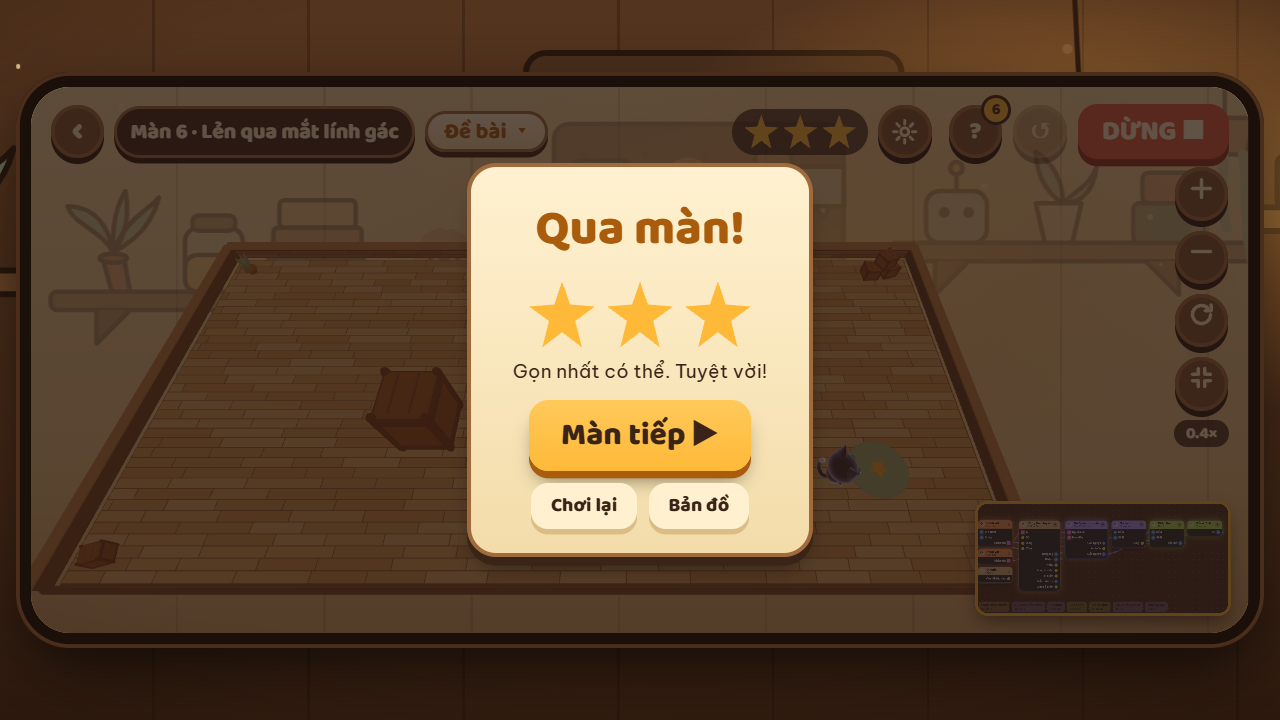 Màn 6 · Lẻn qua mắt lính gác
Đề bài
6
?
DỪNG
Qua màn!
Gọn nhất có thể. Tuyệt vời!
Màn tiếp
Chơi lại
Bản đồ
0.4×